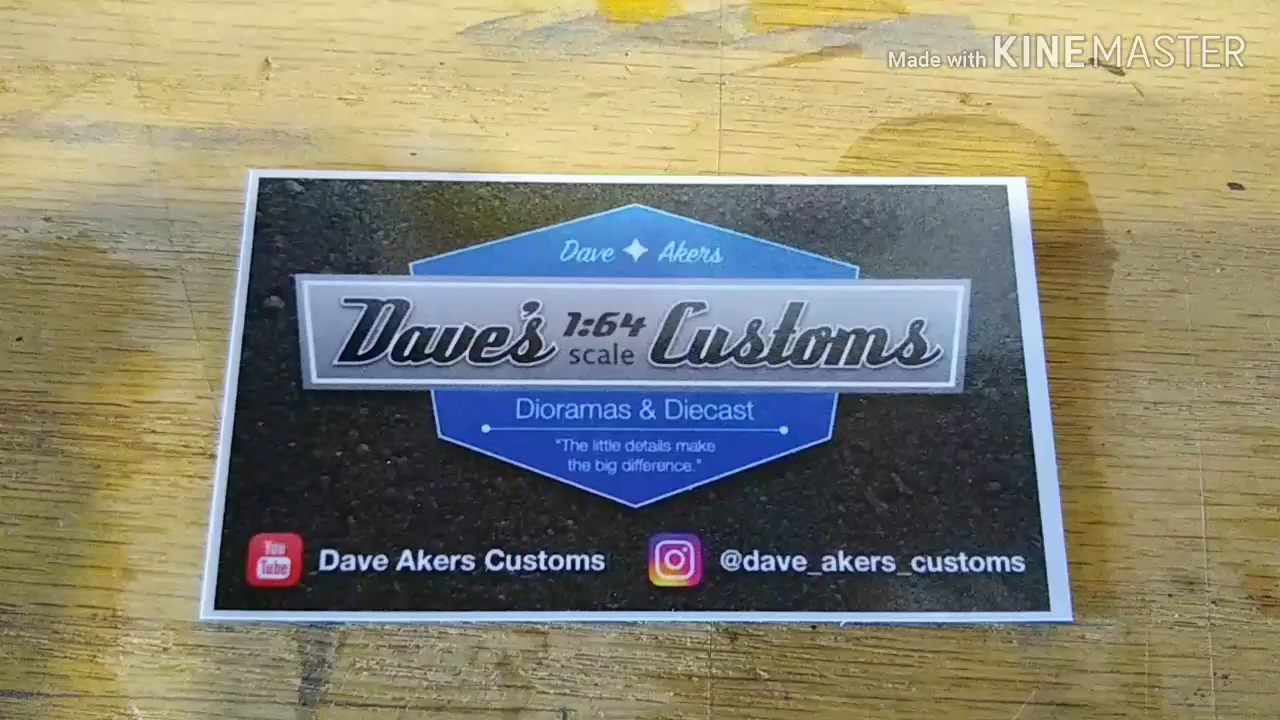 Made with KINEMASTER
Dave Akers
Dave's 1:64 scale Customs
Dioramas & Diecast
"The little details make
the big difference."
You Tube Dave Akers Customs
@dave_akers_customs